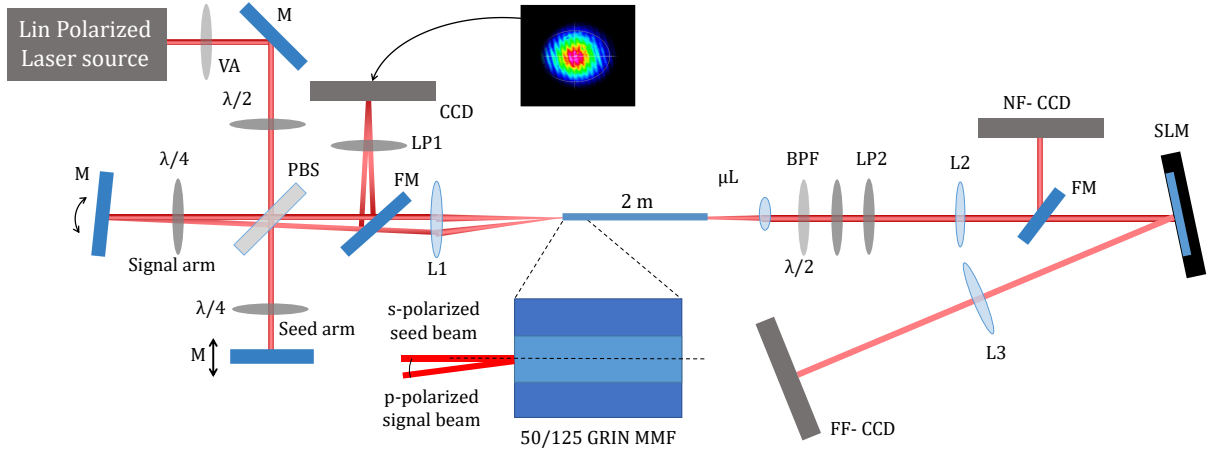 Lin Polarized
Laser source
VA
M
λ/2
CCD
LP1
M
λ/4
PBS
FM
Signal arm
L1
λ/4
Seed arm
M
2 m
μL
BPF
LP2
L2
NF- CCD
SLM
FM
λ/2
L3
FF- CCD
s-polarized
seed beam
p-polarized
signal beam
50/125 GRIN MMF